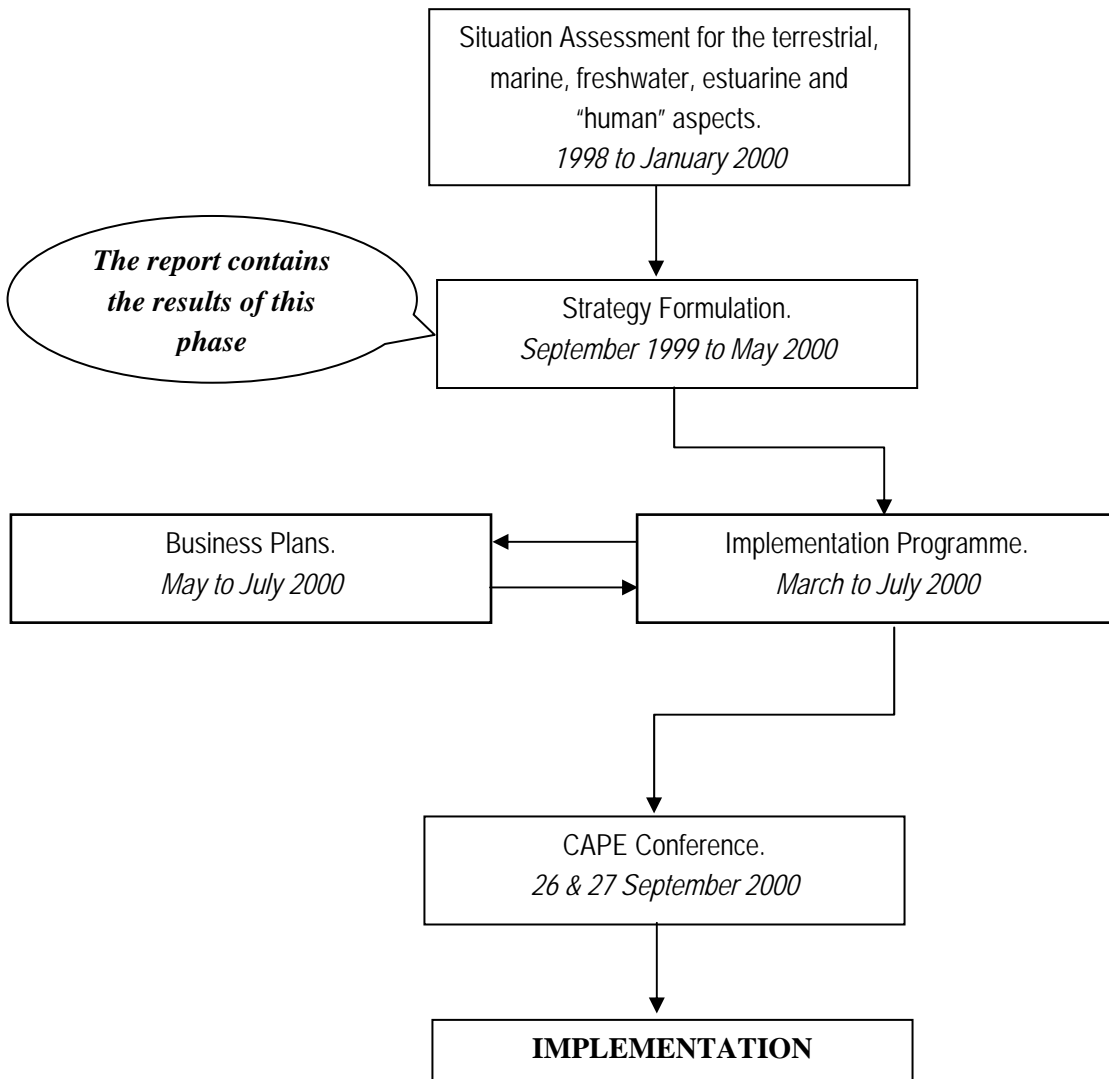 Situation Assessment for the terrestrial,
marine, freshwater, estuarine and
“human” aspects.
1998 to January 2000
The report contains
the results of this
phase
Strategy Formulation.
September 1999 to May 2000
Business Plans.
May to July 2000
Implementation Programme.
March to July 2000
CAPE Conference.
26 & 27 September 2000
IMPLEMENTATION